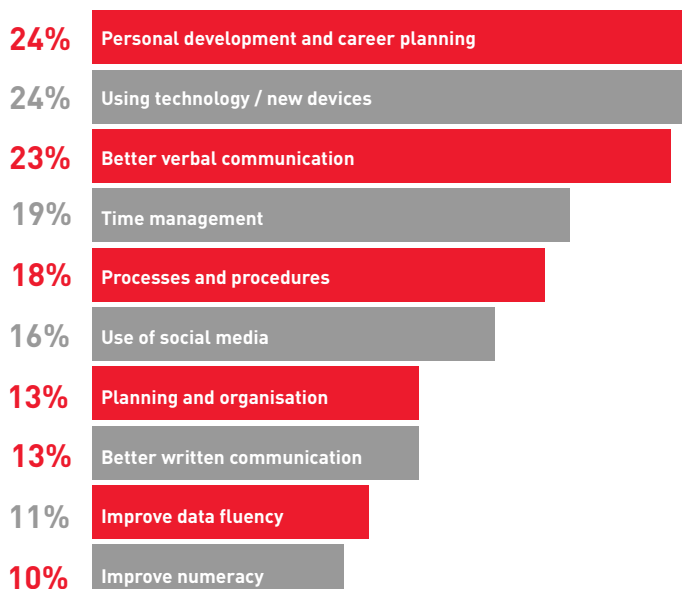 24% Personal development and career planning
24% Using technology / new devices
23% Better verbal communication
19% Time management
18% Processes and procedures
16% Use of social media
13% Planning and organisation
13% Better written communication
11% Improve data fluency
10% Improve numeracy